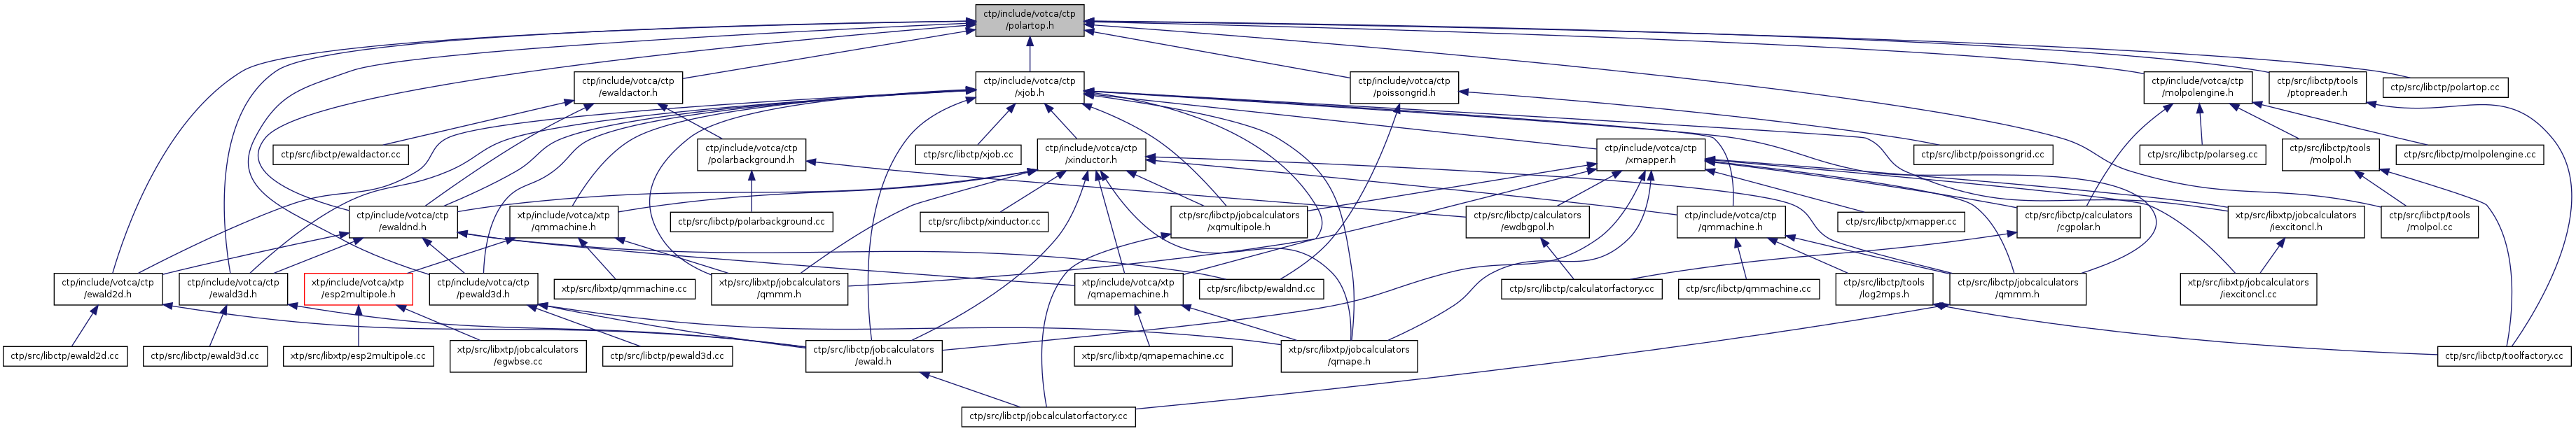 ctp/include/votca/ctp
/polartop.h
ctp/include/votca/ctp
/ewaldactor.h
ctp/include/votca/ctp
/xjob.h
ctp/include/votca/ctp
/poissongrid.h
ctp/include/votca/ctp
/molpolengine.h
ctp/src/libctp/tools
/ptopreader.h
ctp/src/libctp/polartop.cc
ctp/src/libctp/ewaldactor.cc
ctp/include/votca/ctp
/polarbackground.h
ctp/src/libctp/xjob.cc
ctp/include/votca/ctp
/xinductor.h
ctp/include/votca/ctp
/xmapper.h
ctp/src/libctp/poissongrid.cc
ctp/src/libctp/polarseg.cc
ctp/src/libctp/tools
/molpol.h
ctp/src/libctp/molpolengine.cc
ctp/include/votca/ctp
/ewaldnd.h
xtp/include/votca/xtp
/qmmachine.h
ctp/src/libctp/polarbackground.cc
ctp/src/libctp/xinductor.cc
ctp/src/libctp/jobcalculators
/xqmultipole.h
ctp/src/libctp/calculators
/ewdbgpol.h
ctp/include/votca/ctp
/qmmachine.h
ctp/src/libctp/xmapper.cc
ctp/src/libctp/calculators
/cgpolar.h
xtp/src/libxtp/jobcalculators
/iexcitoncl.h
ctp/src/libctp/tools
/molpol.cc
ctp/include/votca/ctp
/ewald2d.h
ctp/include/votca/ctp
/ewald3d.h
xtp/include/votca/xtp
/esp2multipole.h
ctp/include/votca/ctp
/pewald3d.h
xtp/src/libxtp/qmmachine.cc
xtp/src/libxtp/jobcalculators
/qmmm.h
xtp/include/votca/xtp
/qmapemachine.h
ctp/src/libctp/ewaldnd.cc
ctp/src/libctp/calculatorfactory.cc
ctp/src/libctp/qmmachine.cc
ctp/src/libctp/tools
/log2mps.h
ctp/src/libctp/jobcalculators
/qmmm.h
xtp/src/libxtp/jobcalculators
/iexcitoncl.cc
ctp/src/libctp/ewald2d.cc
ctp/src/libctp/ewald3d.cc
xtp/src/libxtp/esp2multipole.cc
xtp/src/libxtp/jobcalculators
/egwbse.cc
ctp/src/libctp/pewald3d.cc
ctp/src/libctp/jobcalculators
/ewald.h
xtp/src/libxtp/qmapemachine.cc
xtp/src/libxtp/jobcalculators
/qmape.h
ctp/src/libctp/toolfactory.cc
ctp/src/libctp/jobcalculatorfactory.cc